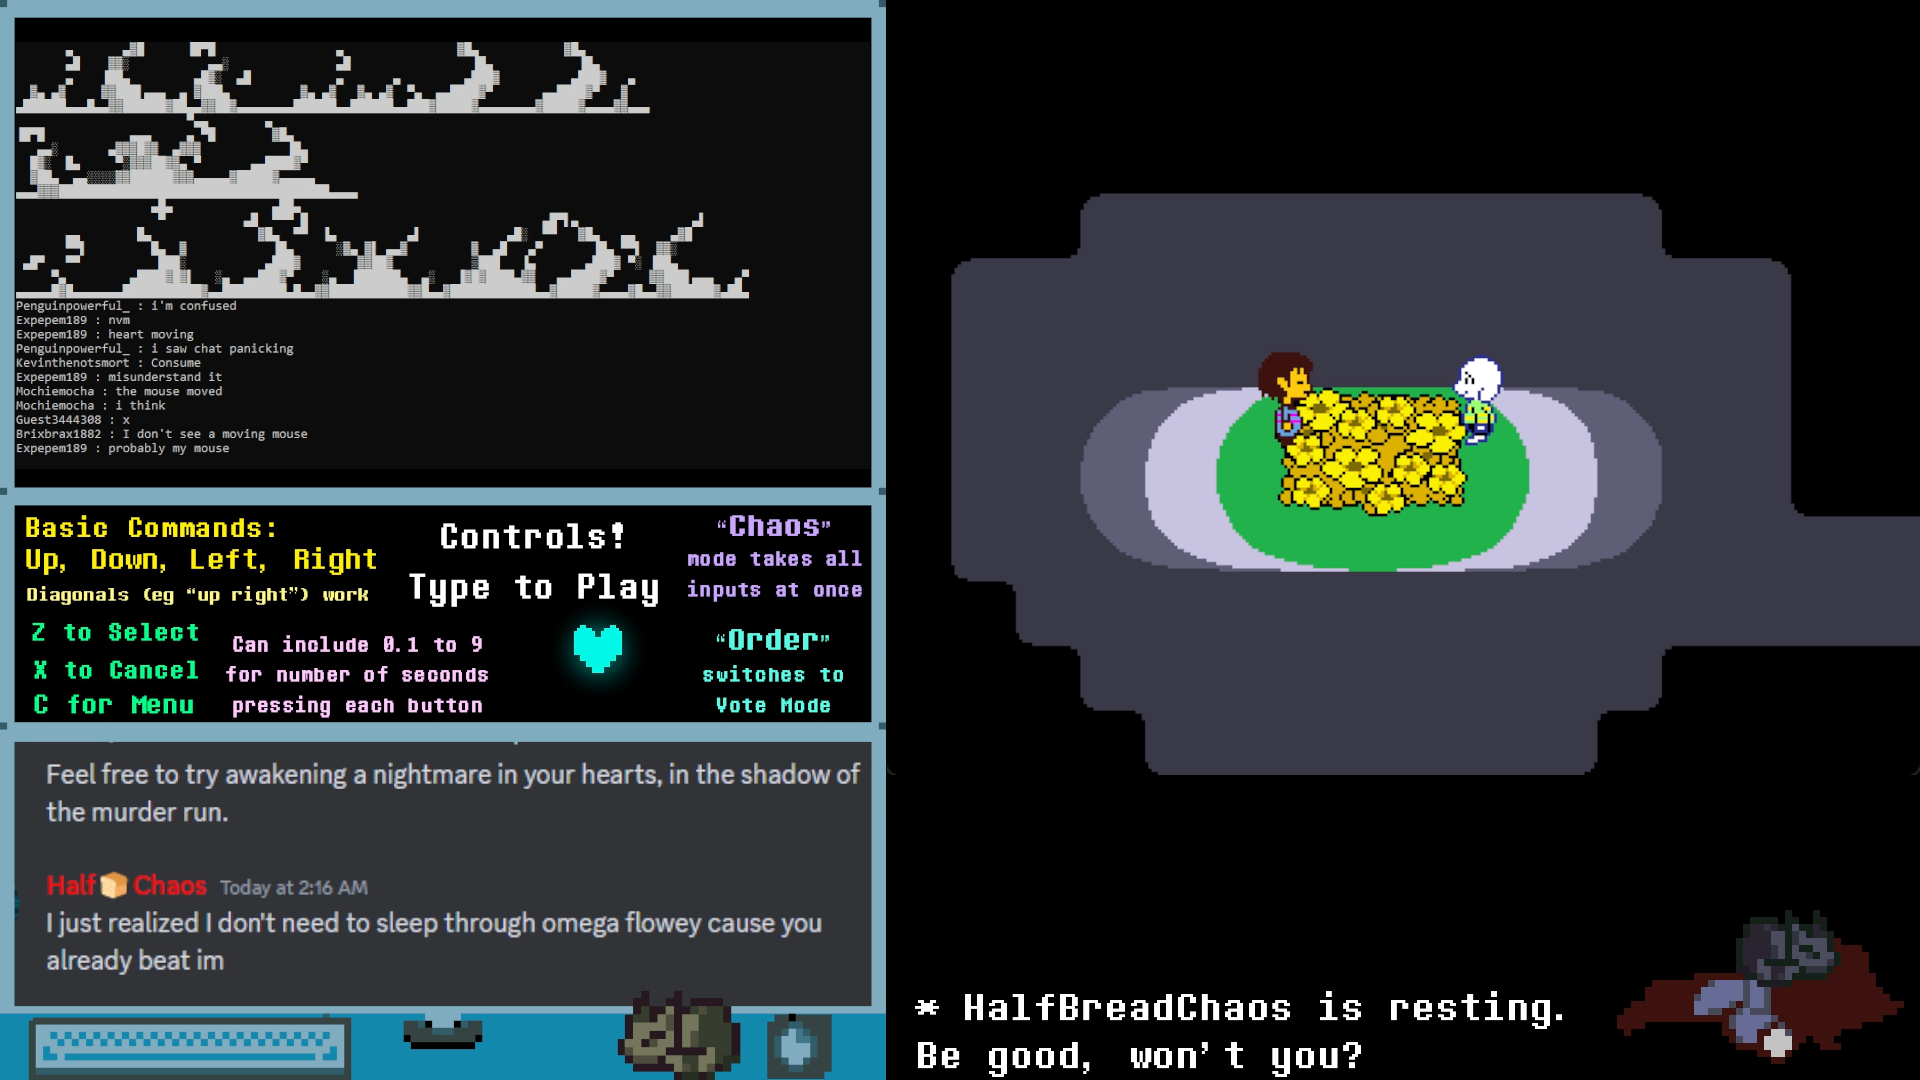 Penguinpowerful_ : i'm confused
Expepem189 : nvm
Expepem189 : heart moving
Penguinpowerful_ : i saw chat panicking
Kevinthenotsmort : Consume
Expepem189 : misunderstand it
Mochiemocha : the mouse moved
Mochiemocha : i think
Guest3444308 : x
Brixbrax1882 : I don't see a moving mouse
Expepem189 : probably my mouse
Basic Commands:
Up, Down, Left, Right
Diagonals (eg “up right”) work
Z to Select
X to Cancel
C for Menu
Can include 0.1 to 9
for number of seconds
pressing each button
Controls!
Type to Play
“Chaos”
mode takes all
inputs at once
“Order”
switches to
Vote Mode
Feel free to try awakening a nightmare in your hearts, in the shadow of
the murder run.
Half🍞Chaos Today at 2:16 AM
I just realized I don't need to sleep through omega flowey cause you
already beat im
* HalfBreadChaos is resting.
Be good, won't you?